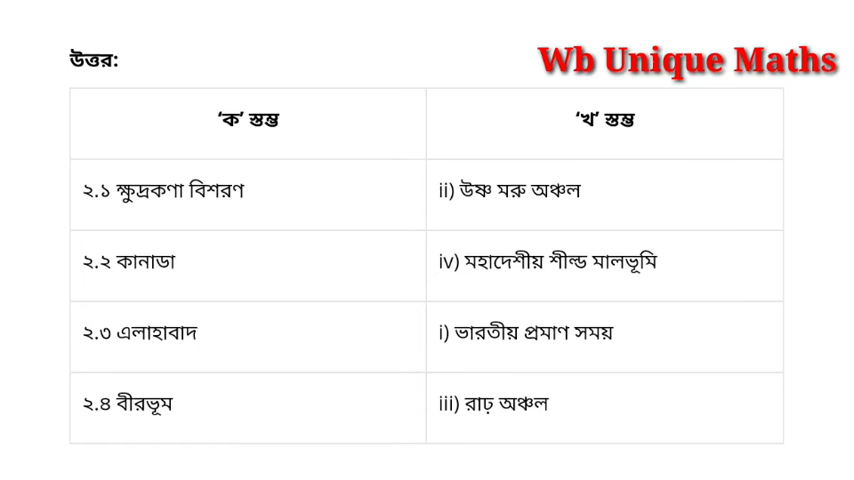 উত্তর:
Wb Unique Maths
‘ক’ স্তম্ভ
‘খ’ স্তম্ভ
২.১ ক্ষুদ্রকণা বিশরণ
ii) উষ্ণ মরু অঞ্চল
২.২ কানাডা
iv) মহাদেশীয় শীল্ড মালভূমি
২.৩ এলাহাবাদ
i) ভারতীয় প্রমাণ সময়
২.৪ বীরভূম
iii) রাঢ় অঞ্চল